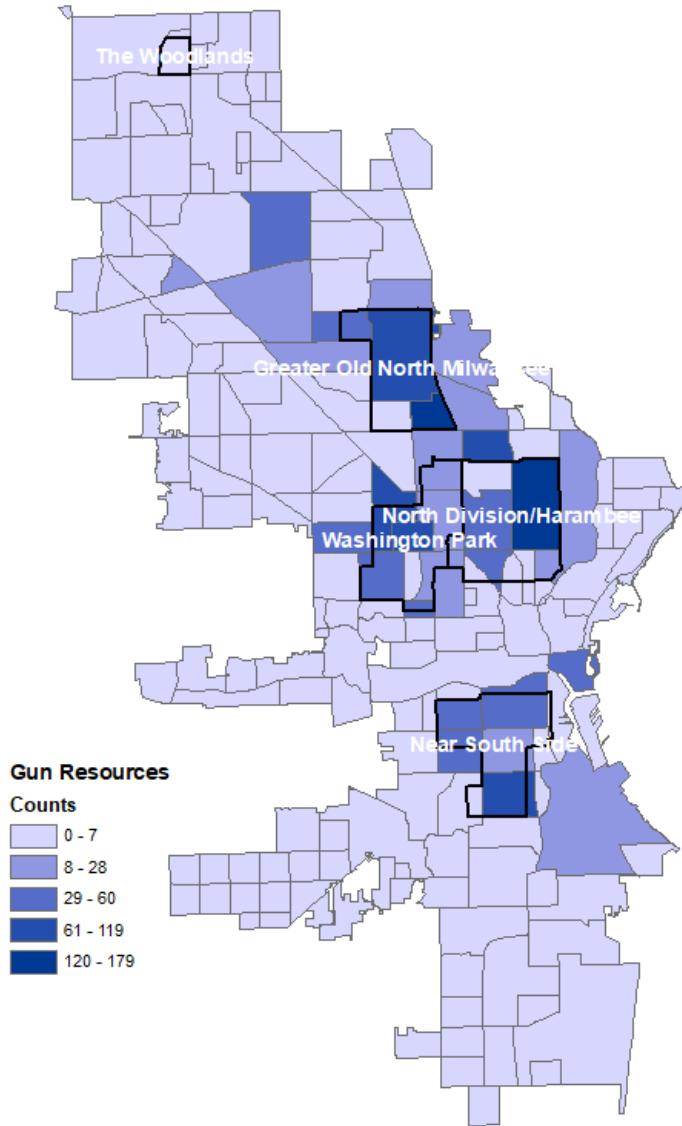 The Woodlands
Greater Old North Milwaukee
North Division/Harambee
Washington Park
Near South Side
Gun Resources
Counts
0 - 7
8 - 28
29 - 60
61 - 119
120 - 179